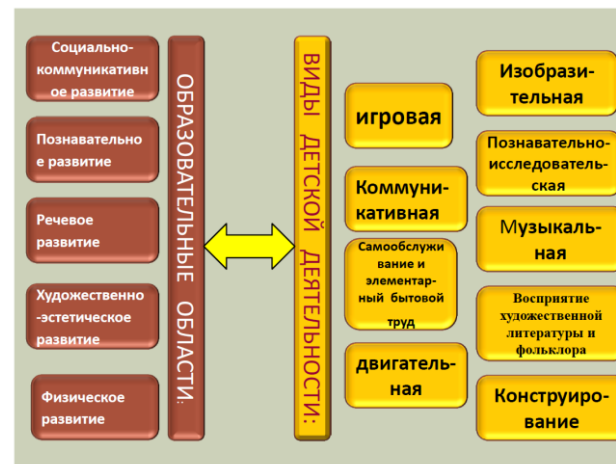 Социально-
коммуникативн
ое развитие
Познавательно
е развитие
Речевое
развитие
Художественно
-эстетическое
развитие
Физическое
развитие
ОБРАЗОВАТЕЛЬНЫЕ ОБЛАСТИ:
ВИДЫ ДЕТСКОЙ ДЕЯТЕЛЬНОСТИ:
игровая
Коммуни-
кативная
Самообслужи
вание и
элементар-
ный бытовой
труд
двигатель-
ная
Изобрази-
тельная
Познавательно-
исследователь-
ская
Музыкаль-
ная
Восприятие
художественной
литературы и
фольклора
Конструиро-
вание